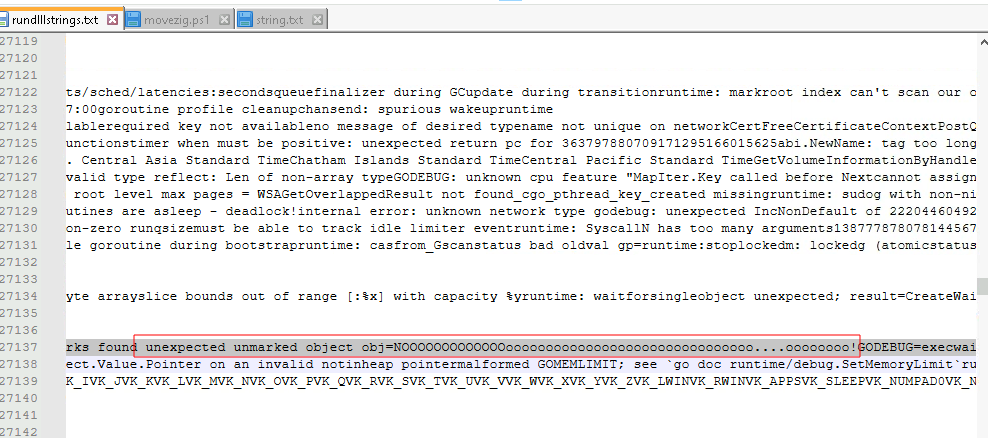 rundlllstrings.txt movezig.ps1 string.txt
27119
27120
27121
27122 ts/sched/latencies:secondsqueuefinalizer during GCupdate during transitionruntime: markroot index can't scan our o
27123 7:00goroutine profile cleanupchansend: spurious wakeupruntime
27124 lablerequired key not availableno message of desired typename not unique on networkCertFreeCertificateContextPostQ
27125 unctionstimer when must be positive: unexpected return pc for 363797880709171295166015625abi.NewName: tag too long
27126 . Central Asia Standard TimeChatham Islands Standard TimeCentral Pacific Standard TimeGetVolumeInformationByHandle
27127 valid type reflect: Len of non-array typeGODEBUG: unknown cpu feature "MapIter.Key called before Nextcannot assign
27128 root level max pages = WSAGetOverlappedResult not found_cgo_pthread_key_created missingruntime: sudog with non-ni
27129 utines are asleep - deadlock!internal error: unknown network type godebug: unexpected IncNonDefault of 22204460492
27130 on-zero runqsizemust be able to track idle limiter eventruntime: SyscallN has too many arguments138777878078144567
27131 le goroutine during bootstrapruntime: casfrom_Gscanstatus bad oldval gp=runtime:stoplockedm: lockedg (atomicstatus
27132
27133
27134 yte arrayslice bounds out of range [:%x] with capacity %yruntime: waitforsingleobject unexpected; result=CreateWai
27135
27136
27137 rks found unexpected unmarked object obj=NOOOOOOOOOOOOOOooooooooooooooooooooooooooooooooo....oooooooo!GODEBUG=execwai
27138 ect.Value.Pointer on an invalid notinheap pointermalformed GOMEMLIMIT; see `go doc runtime/debug.SetMemoryLimit`ru
27139 K_IVK_JVK_KVK_LVK_MVK_NVK_OVK_PVK_QVK_RVK_SVK_TVK_UVK_VVK_WVK_XVK_YVK_ZVK_LWINVK_RWINVK_APPSVK_SLEEPVK_NUMPAD0VK_N
27140
27141
27142